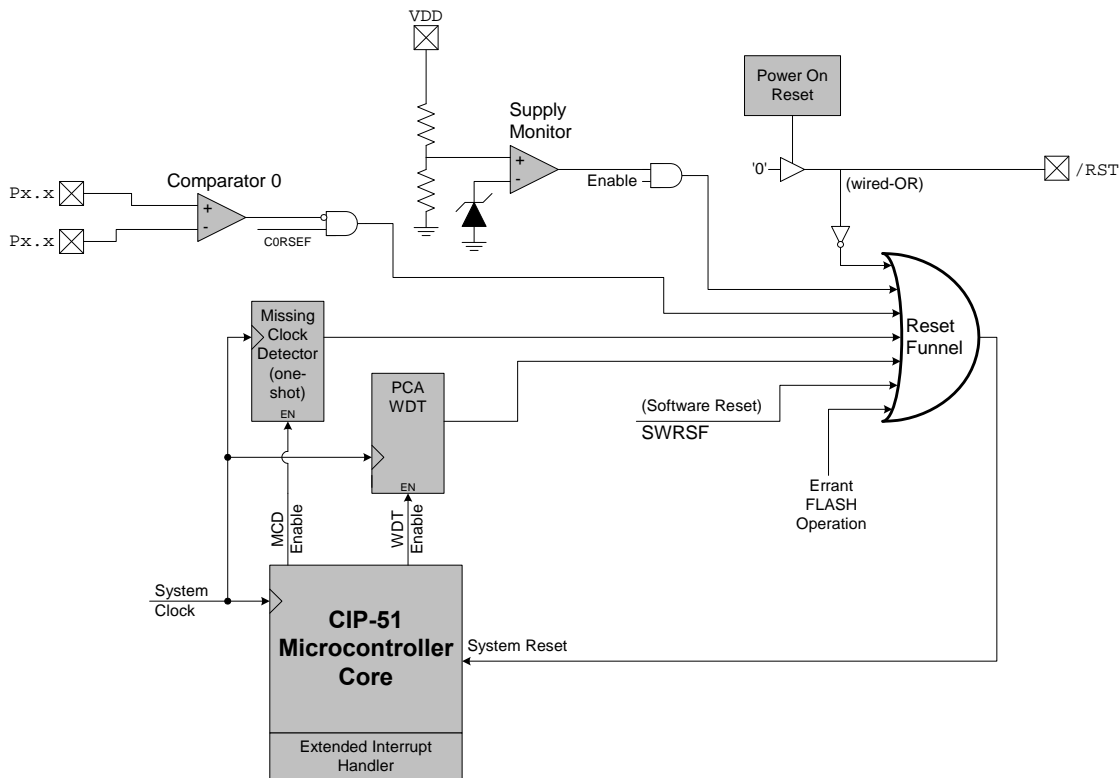 VDD
Power On
Reset
Supply
Monitor
+
-
Enable
'0'
(wired-OR)
/RST
Px.x
Px.x
Comparator 0
+
-
C0RSEF
Missing
Clock
Detector
(one-
shot)
EN
PCA
WDT
EN
Reset
Funnel
(Software Reset)
SWRSF
Errant
FLASH
Operation
MCD
Enable
WDT
Enable
System
Clock
CIP-51
Microcontroller
Core
System Reset
Extended Interrupt
Handler